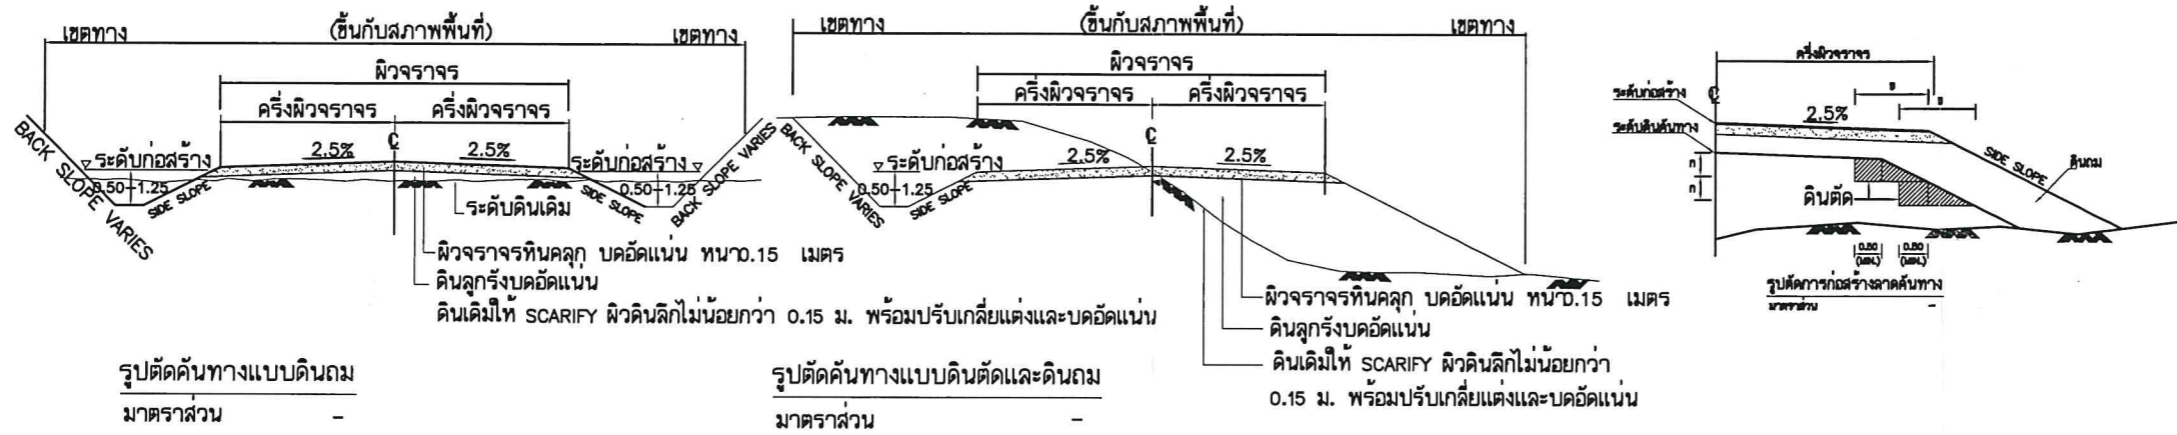 เขตทาง (ขึ้นกับสภาพพื้นที่) เขตทาง
ผิวจราจร
ครึ่งผิวจราจร ครึ่งผิวจราจร
BACK SLOPE VARIES
ระดับก่อสร้าง
0.50-1.25
SIDE SLOPE
2.5% ℄ 2.5%
ระดับก่อสร้าง
0.50-1.25
SIDE SLOPE
BACK SLOPE VARIES
ระดับดินเดิม
ผิวจราจรหินคลุก บดอัดแน่น หนา0.15 เมตร
ดินลูกรังบดอัดแน่น
ดินเดิมให้ SCARIFY ผิวดินลึกไม่น้อยกว่า 0.15 ม. พร้อมปรับเกลี่ยแต่งและบดอัดแน่น
รูปตัดคันทางแบบดินถม
มาตราส่วน -
เขตทาง (ขึ้นกับสภาพพื้นที่) เขตทาง
ผิวจราจร
ครึ่งผิวจราจร ครึ่งผิวจราจร
BACK SLOPE VARIES
ระดับก่อสร้าง
0.50-1.25
SIDE SLOPE
2.5% ℄ 2.5%
ผิวจราจรหินคลุก บดอัดแน่น หนา0.15 เมตร
ดินลูกรังบดอัดแน่น
ดินเดิมให้ SCARIFY ผิวดินลึกไม่น้อยกว่า
0.15 ม. พร้อมปรับเกลี่ยแต่งและบดอัดแน่น
รูปตัดคันทางแบบดินตัดและดินถม
มาตราส่วน -
ครึ่งผิวจราจร
ระดับก่อสร้าง ℄
2.5%
ระดับดินคันทาง
SIDE SLOPE
ดินถม
ก
ก
ดินตัด
0.50 0.50
(MIN.) (MIN.)
รูปตัดการก่อสร้างลาดคันทาง
มาตราส่วน -